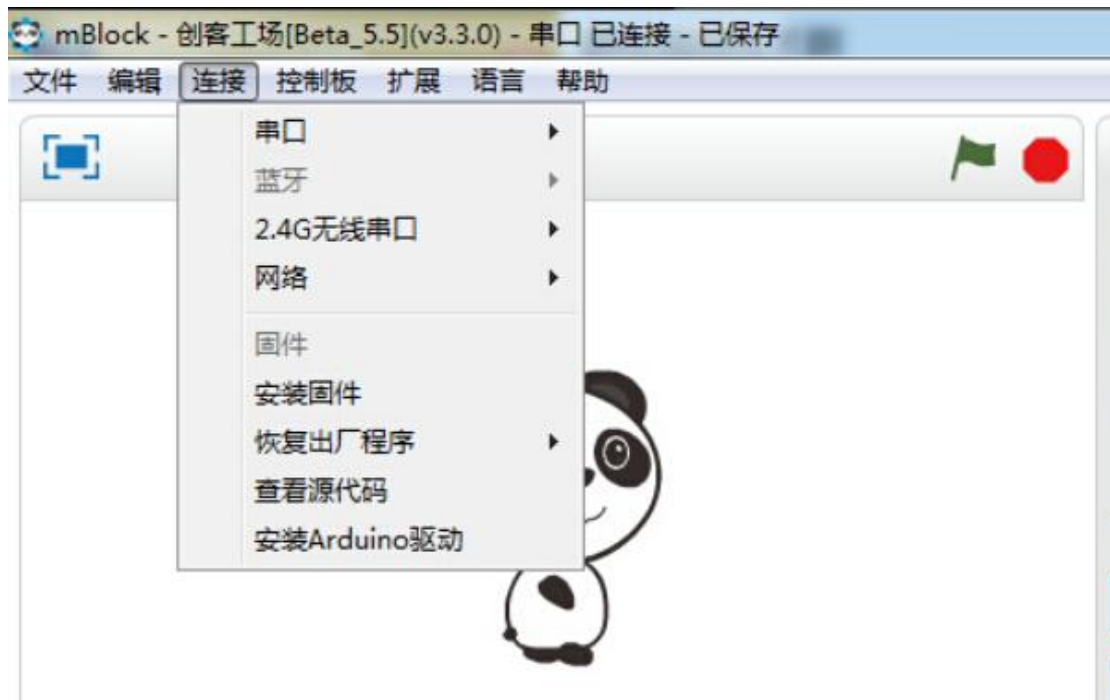 mBlock - 创客工场[Beta_5.5](v3.3.0) - 串口 已连接 - 已保存
文件 编辑 连接 控制板 扩展 语言 帮助
串口
蓝牙
2.4G无线串口
网络
固件
安装固件
恢复出厂程序
查看源代码
安装Arduino驱动